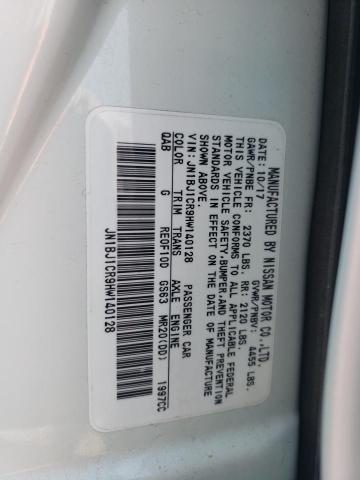 MANUFACTURED BY NISSAN MOTOR CO.,LTD.
10/17 GVWR/PNBV: 4455 LBS.
GAWR/PNBE FR: 2370 LBS. RR: 2120 LBS.
THIS VEHICLE CONFORMS TO ALL APPLICABLE FEDERAL
MOTOR VEHICLE SAFETY,BUMPER,AND THEFT PREVENTION
STANDARDS IN EFFECT ON THE DATE OF MANUFACTURE
SHOWN ABOVE.
VIN: JN1BJ1CR9HW140128 PASSENGER CAR
COLOR TRIM TRANS AXLE ENGINE
QAB G RE0F10D GS63 MR20(DD) 1997CC
JN1BJ1CR9HW140128